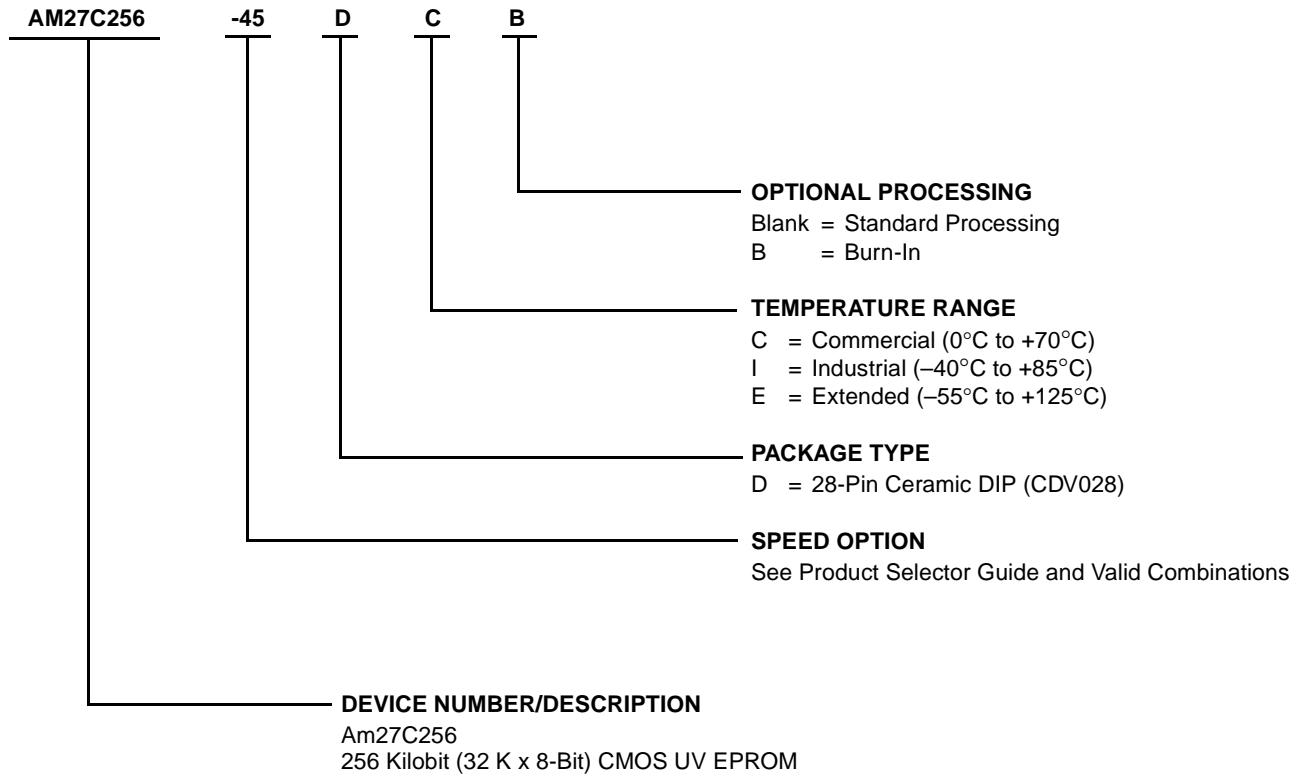 AM27C256 -45 D C B
OPTIONAL PROCESSING
Blank = Standard Processing
B = Burn-In
TEMPERATURE RANGE
C = Commercial (0°C to +70°C)
I = Industrial (–40°C to +85°C)
E = Extended (–55°C to +125°C)
PACKAGE TYPE
D = 28-Pin Ceramic DIP (CDV028)
SPEED OPTION
See Product Selector Guide and Valid Combinations
DEVICE NUMBER/DESCRIPTION
Am27C256
256 Kilobit (32 K x 8-Bit) CMOS UV EPROM